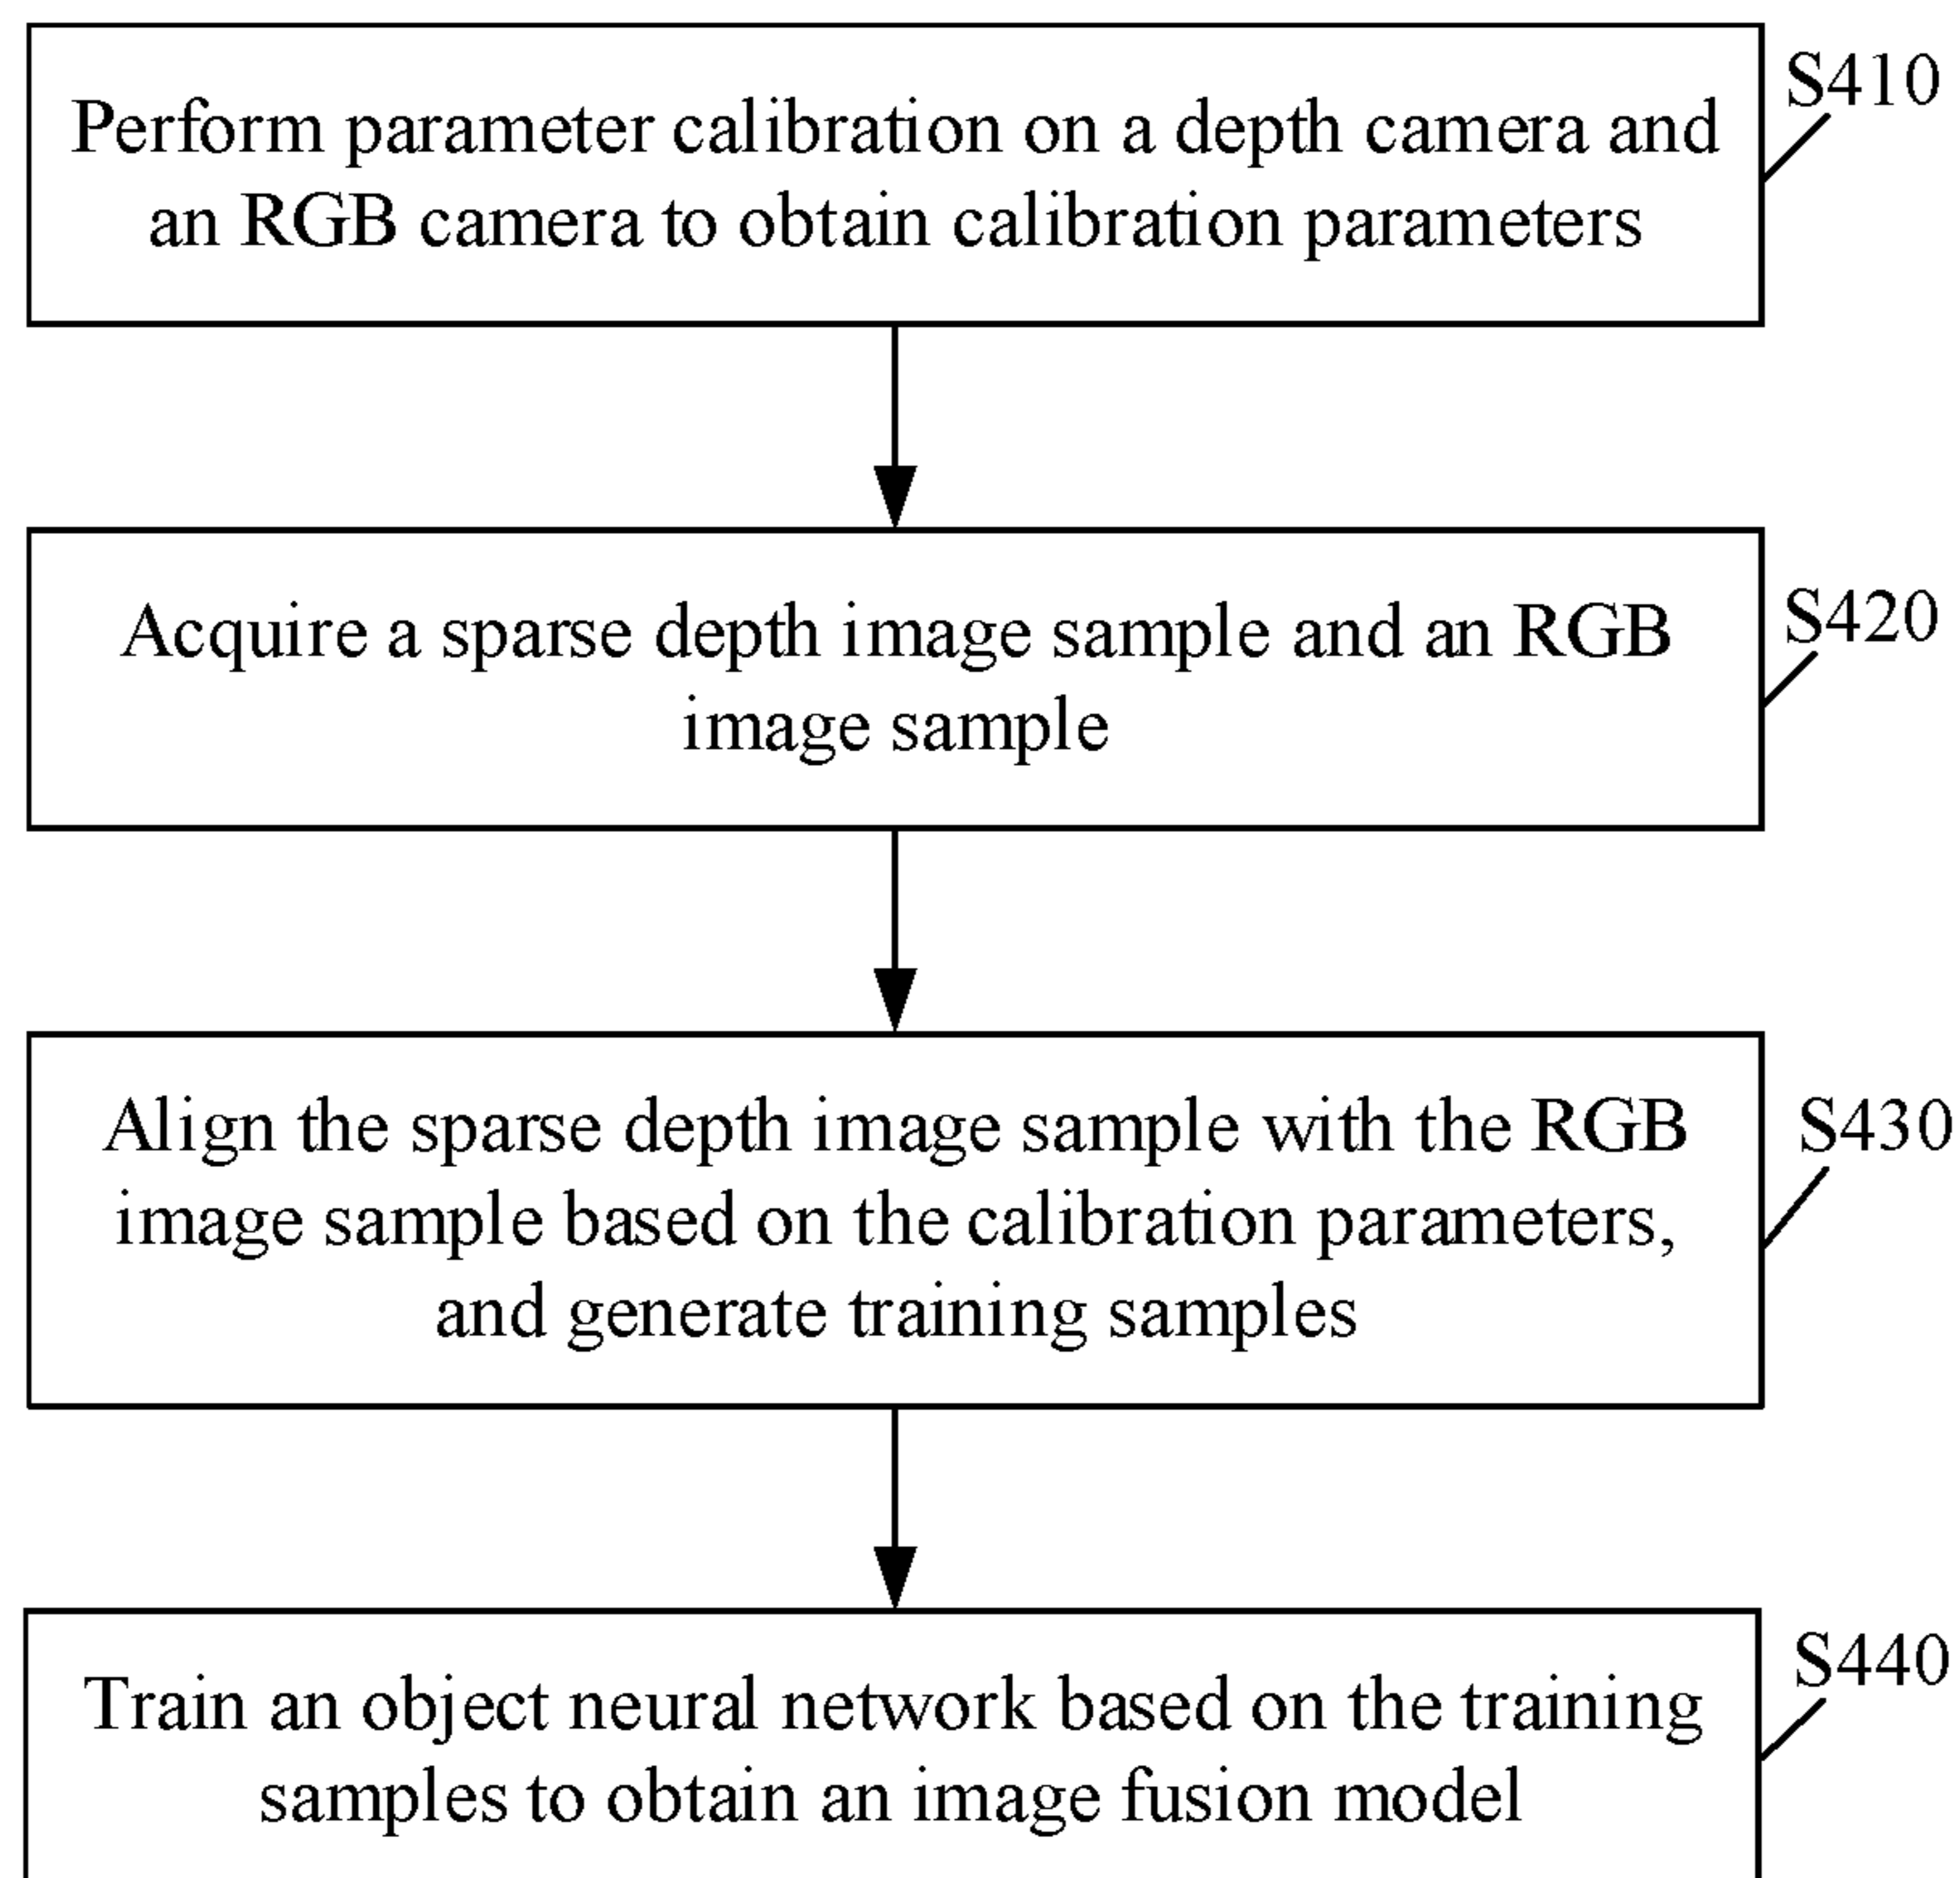 S410
Perform parameter calibration on a depth camera and
an RGB camera to obtain calibration parameters
S420
Acquire a sparse depth image sample and an RGB
image sample
S430
Align the sparse depth image sample with the RGB
image sample based on the calibration parameters,
and generate training samples
S440
Train an object neural network based on the training
samples to obtain an image fusion model